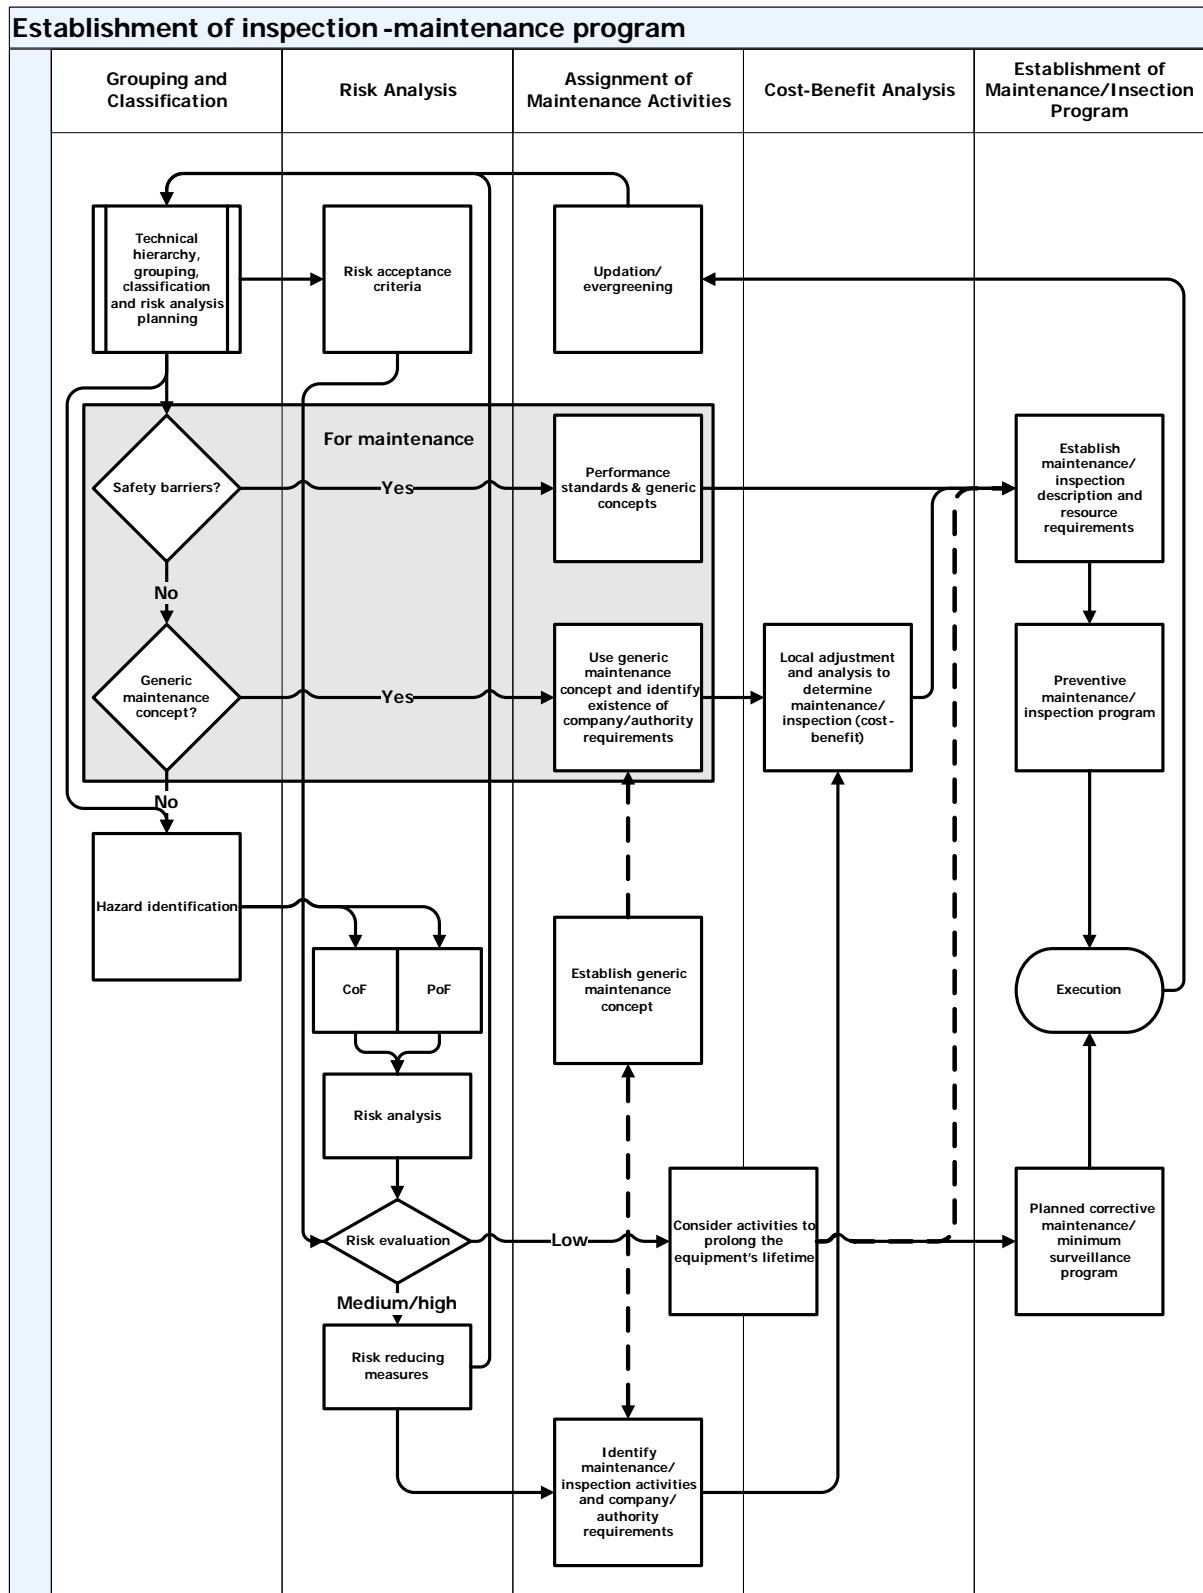 Establishment of inspection -maintenance program
Grouping and
Classification
Risk Analysis
Assignment of
Maintenance Activities
Cost-Benefit Analysis
Establishment of
Maintenance/Insection
Program
Technical
hierarchy,
grouping,
classification
and risk analysis
planning
Risk acceptance
criteria
Updation/
evergreening
For maintenance
Safety barriers?
Yes
Performance
standards & generic
concepts
Establish
maintenance/
inspection
description and
resource
requirements
No
Generic
maintenance
concept?
Yes
Use generic
maintenance
concept and identify
existence of
company/authority
requirements
Local adjustment
and analysis to
determine
maintenance/
inspection (cost-
benefit)
Preventive
maintenance/
inspection program
No
Hazard identification
CoF
PoF
Establish generic
maintenance
concept
Execution
Risk analysis
Risk evaluation
Low
Consider activities to
prolong the
equipment's lifetime
Planned corrective
maintenance/
minimum
surveillance
program
Medium/high
Risk reducing
measures
Identify
maintenance/
inspection activities
and company/
authority
requirements